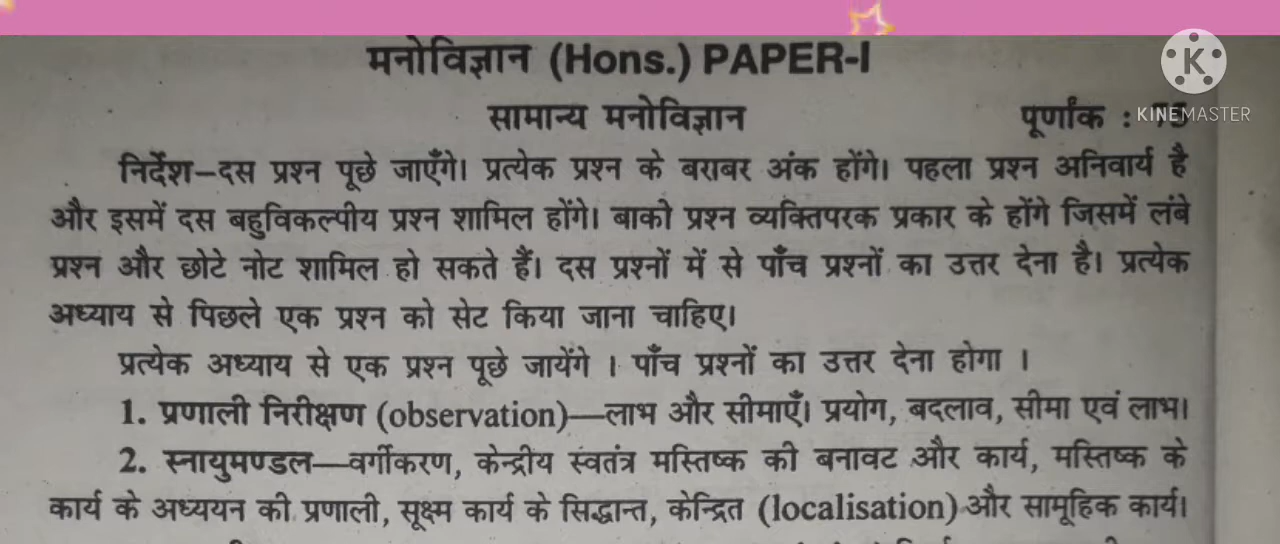 मनोविज्ञान (Hons.) PAPER-I
K
KINEMASTER
सामान्य मनोविज्ञान पूर्णांक : 75
निर्देश–दस प्रश्न पूछे जाएँगे। प्रत्येक प्रश्न के बराबर अंक होंगे। पहला प्रश्न अनिवार्य है
और इसमें दस बहुविकल्पीय प्रश्न शामिल होंगे। बाकी प्रश्न व्यक्तिपरक प्रकार के होंगे जिसमें लंबे
प्रश्न और छोटे नोट शामिल हो सकते हैं। दस प्रश्नों में से पाँच प्रश्नों का उत्तर देना है। प्रत्येक
अध्याय से पिछले एक प्रश्न को सेट किया जाना चाहिए।
प्रत्येक अध्याय से एक प्रश्न पूछे जायेंगे । पाँच प्रश्नों का उत्तर देना होगा ।
1. प्रणाली निरीक्षण (observation)—लाभ और सीमाएँ। प्रयोग, बदलाव, सीमा एवं लाभ।
2. स्नायुमण्डल—वर्गीकरण, केन्द्रीय स्वतंत्र मस्तिष्क की बनावट और कार्य, मस्तिष्क के
कार्य के अध्ययन की प्रणाली, सूक्ष्म कार्य के सिद्धान्त, केन्द्रित (localisation) और सामूहिक कार्य।